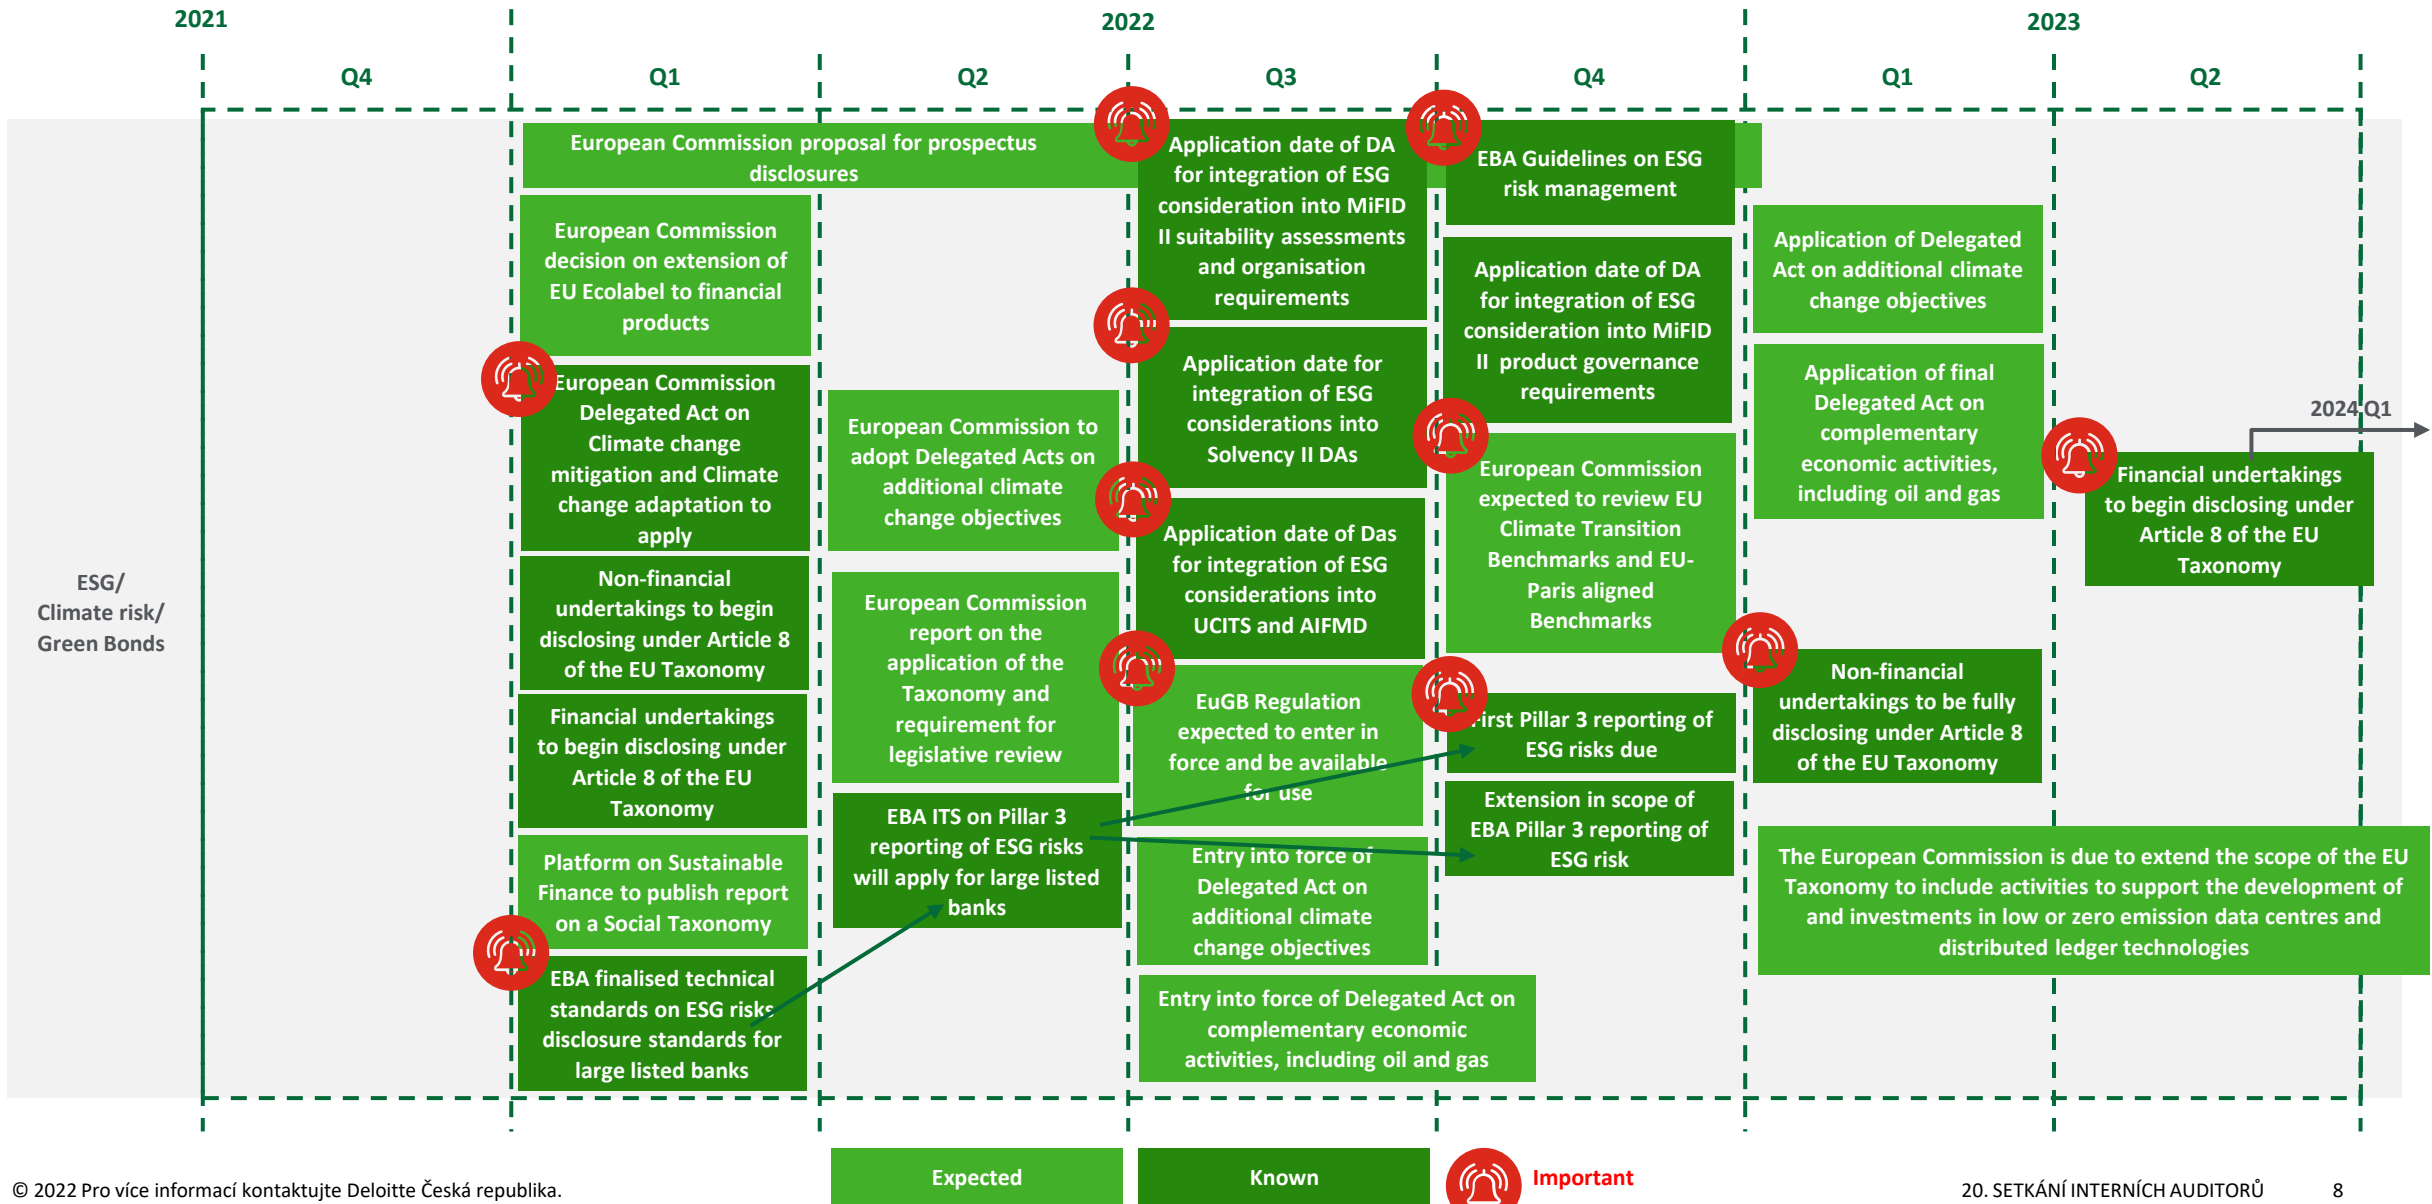 2021
2022
2023
Q4
Q1
Q2
Q3
Q4
Q1
Q2
ESG/
Climate risk/
Green Bonds
European Commission proposal for prospectus
disclosures
European Commission
decision on extension of
EU Ecolabel to financial
products
European Commission
Delegated Act on
Climate change
mitigation and Climate
change adaptation to
apply
Non-financial
undertakings to begin
disclosing under Article 8
of the EU Taxonomy
Financial undertakings
to begin disclosing under
Article 8 of the EU
Taxonomy
Platform on Sustainable
Finance to publish report
on a Social Taxonomy
EBA finalised technical
standards on ESG risks
disclosure standards for
large listed banks
European Commission to
adopt Delegated Acts on
additional climate
change objectives
European Commission
report on the
application of the
Taxonomy and
requirement for
legislative review
EBA ITS on Pillar 3
reporting of ESG risks
will apply for large listed
banks
Application date of DA
for integration of ESG
consideration into MiFID
II suitability assessments
and organisation
requirements
Application date for
integration of ESG
considerations into
Solvency II DAs
Application date of Das
for integration of ESG
considerations into
UCITS and AIFMD
EuGB Regulation
expected to enter in
force and be available
for use
Entry into force of
Delegated Act on
additional climate
change objectives
Entry into force of Delegated Act on
complementary economic
activities, including oil and gas
EBA Guidelines on ESG
risk management
Application date of DA
for integration of ESG
consideration into MiFID
II product governance
requirements
European Commission
expected to review EU
Climate Transition
Benchmarks and EU-
Paris aligned
Benchmarks
First Pillar 3 reporting of
ESG risks due
Extension in scope of
EBA Pillar 3 reporting of
ESG risk
Application of Delegated
Act on additional climate
change objectives
Application of final
Delegated Act on
complementary
economic activities,
including oil and gas
Non-financial
undertakings to be fully
disclosing under Article 8
of the EU Taxonomy
The European Commission is due to extend the scope of the EU
Taxonomy to include activities to support the development of
and investments in low or zero emission data centres and
distributed ledger technologies
2024 Q1
Financial undertakings
to begin disclosing under
Article 8 of the EU
Taxonomy
Expected
Known
Important
© 2022 Pro více informací kontaktujte Deloitte Česká republika.
20. SETKÁNÍ INTERNÍCH AUDITORŮ
8